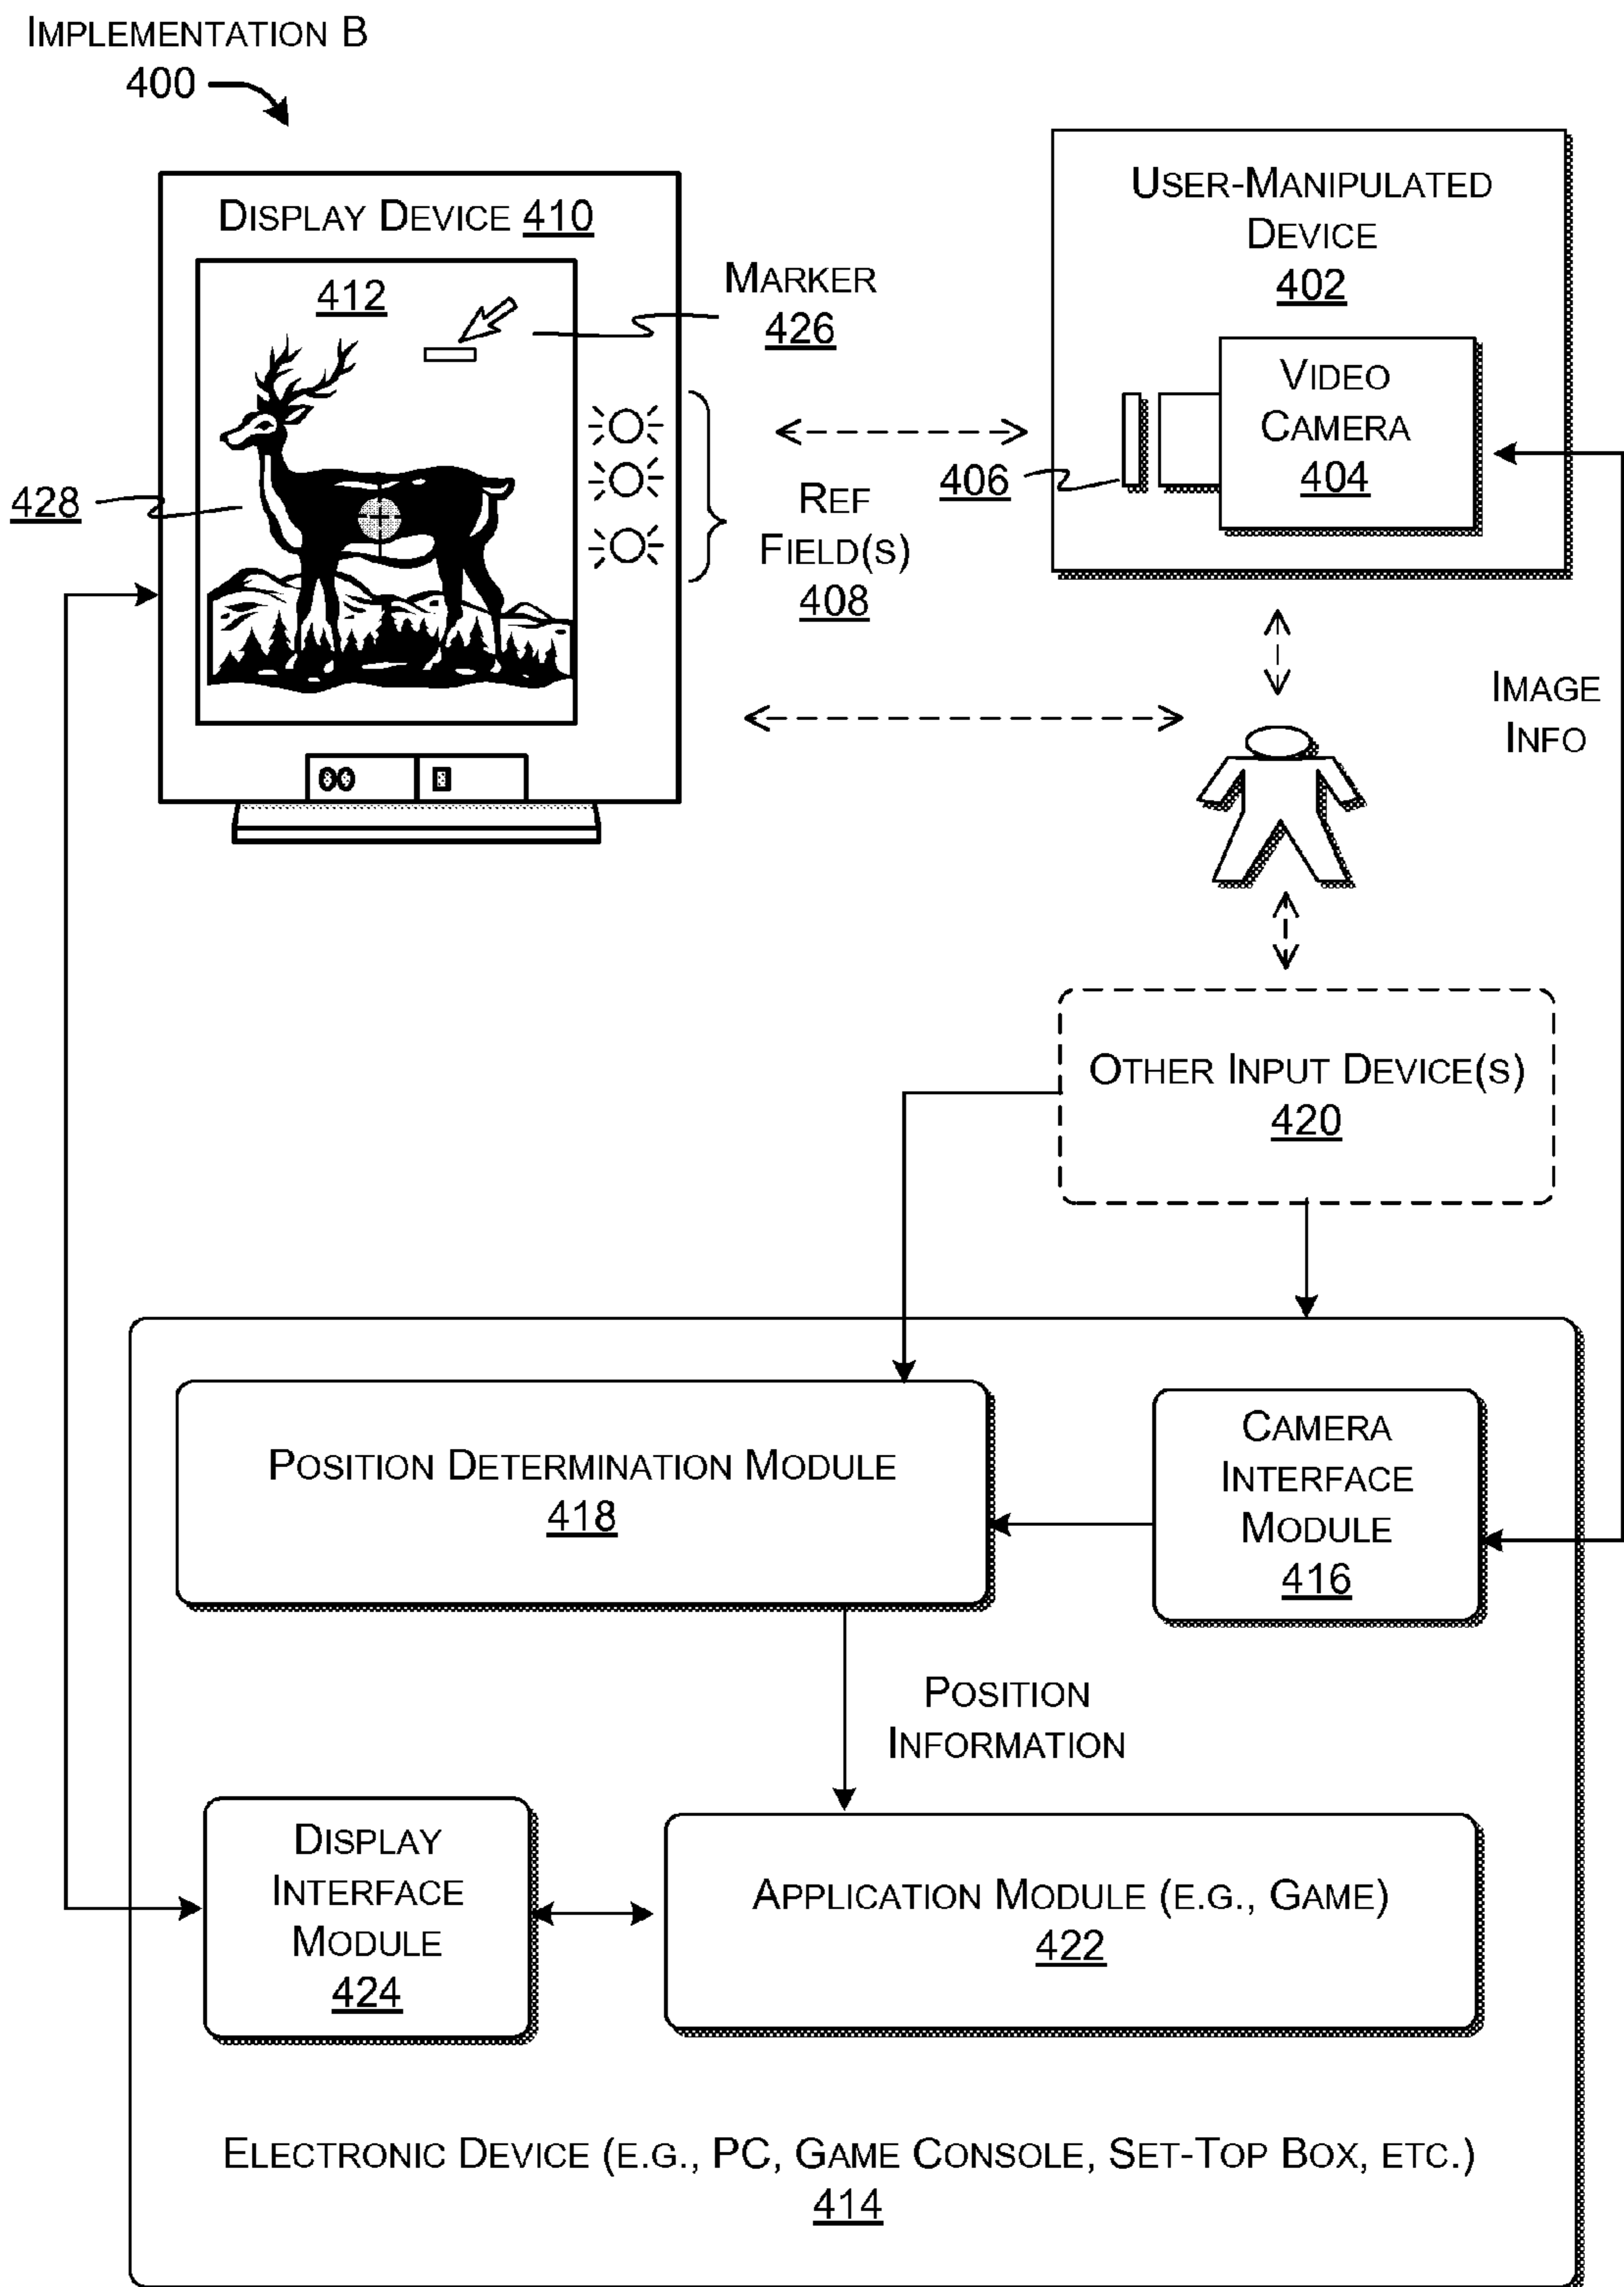 IMPLEMENTATION B
400
DISPLAY DEVICE 410
412
MARKER
426
428
REF
FIELD(S)
408
USER-MANIPULATED
DEVICE
402
VIDEO
CAMERA
404
406
IMAGE
INFO
OTHER INPUT DEVICE(S)
420
POSITION DETERMINATION MODULE
418
CAMERA
INTERFACE
MODULE
416
POSITION
INFORMATION
DISPLAY
INTERFACE
MODULE
424
APPLICATION MODULE (E.G., GAME)
422
ELECTRONIC DEVICE (E.G., PC, GAME CONSOLE, SET-TOP BOX, ETC.)
414